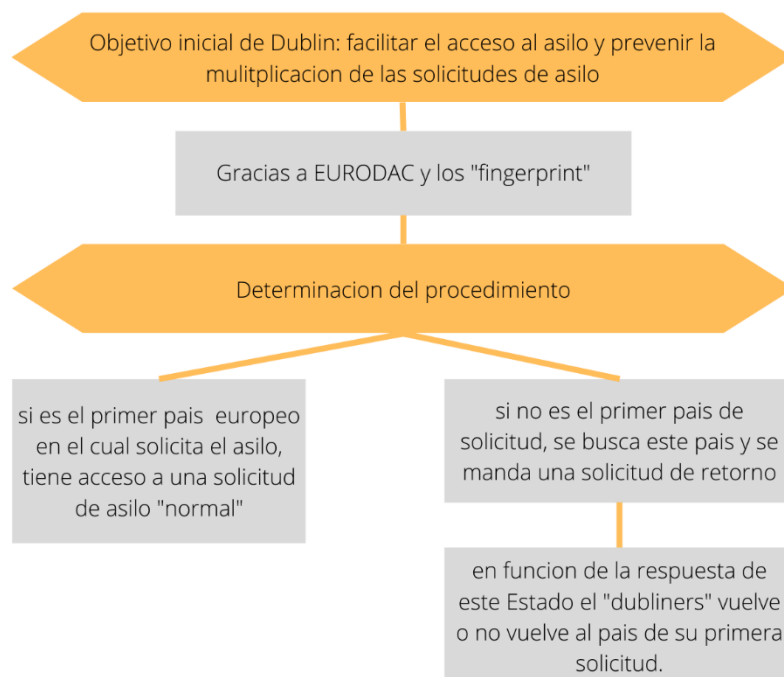 Objetivo inicial de Dublin: facilitar el acceso al asilo y prevenir la
mulitplicacion de las solicitudes de asilo
Gracias a EURODAC y los "fingerprint"
Determinacion del procedimiento
si es el primer pais europeo
en el cual solicita el asilo,
tiene acceso a una solicitud
de asilo "normal"
si no es el primer pais de
solicitud, se busca este pais y se
manda una solicitud de retorno
en funcion de la respuesta de
este Estado el "dubliners" vuelve
o no vuelve al pais de su primera
solicitud.